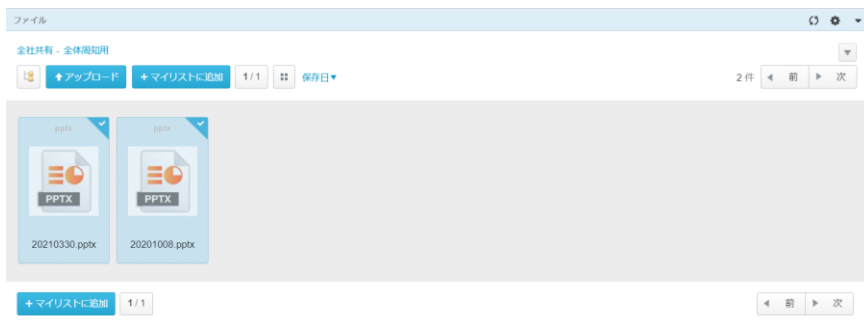 ファイル
全社共有 - 全体周知用
アップロード +マイリストに追加 1/1 保存日▼ 2 件 前 次
pptx pptx
PPTX PPTX
20210330.pptx 20201008.pptx
+マイリストに追加 1/1 前 次